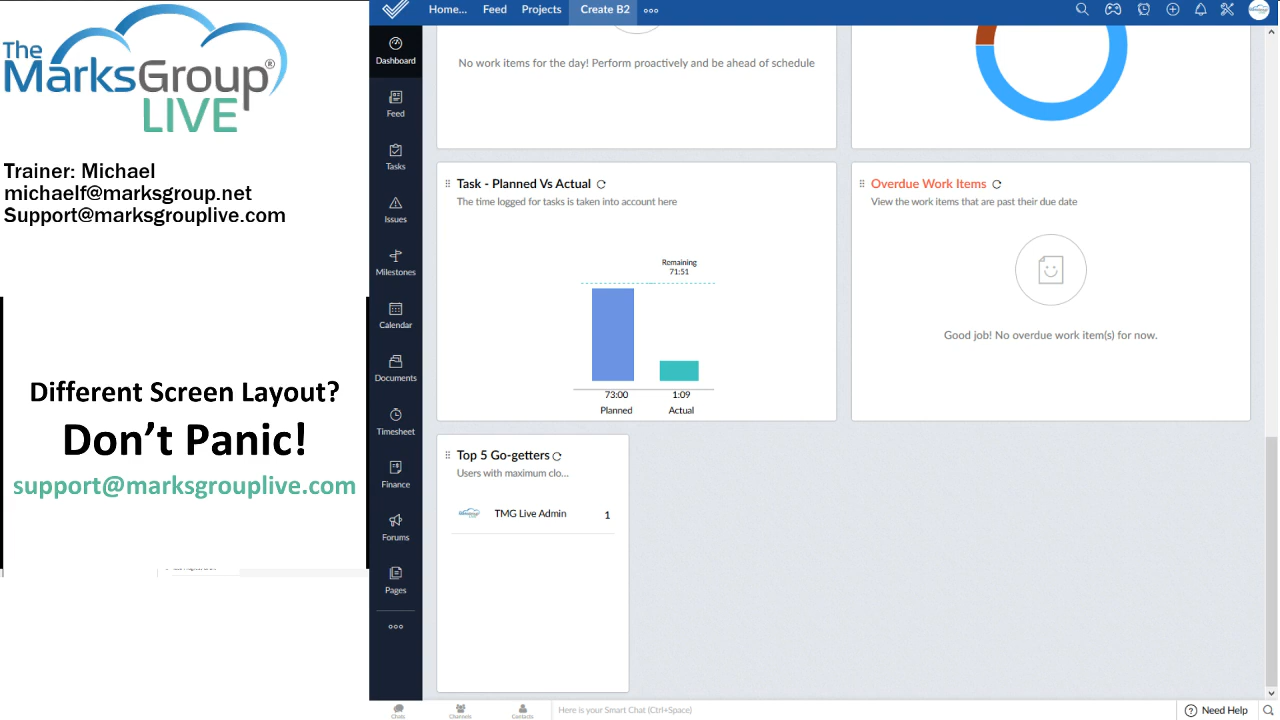 The
MarksGroup®
LIVE
Trainer: Michael
michaelf@marksgroup.net
Support@marksgrouplive.com
Different Screen Layout?
Don't Panic!
support@marksgrouplive.com
Home... Feed Projects Create B2
Dashboard
Feed
Tasks
Issues
Milestones
Calendar
Documents
Timesheet
Finance
Forums
Pages
No work items for the day! Perform proactively and be ahead of schedule
Task - Planned Vs Actual
The time logged for tasks is taken into account here
Remaining
71:51
73:00 1:09
Planned Actual
Overdue Work Items
View the work items that are past their due date
Good job! No overdue work item(s) for now.
Top 5 Go-getters
Users with maximum clo...
TMG Live Admin 1
Chats Channels Contacts Here is your Smart Chat (Ctrl+Space) Need Help